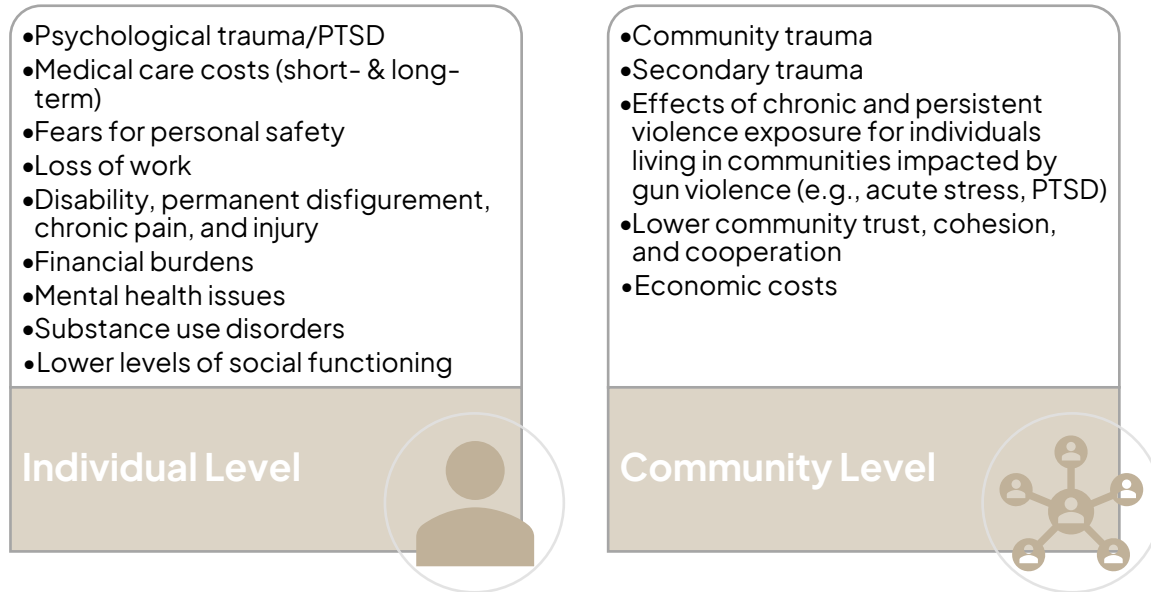 •Psychological trauma/PTSD
•Medical care costs (short- & long-
term)
•Fears for personal safety
•Loss of work
•Disability, permanent disfigurement,
chronic pain, and injury
•Financial burdens
•Mental health issues
•Substance use disorders
•Lower levels of social functioning
Individual Level
•Community trauma
•Secondary trauma
•Effects of chronic and persistent
violence exposure for individuals
living in communities impacted by
gun violence (e.g., acute stress, PTSD)
•Lower community trust, cohesion,
and cooperation
•Economic costs
Community Level